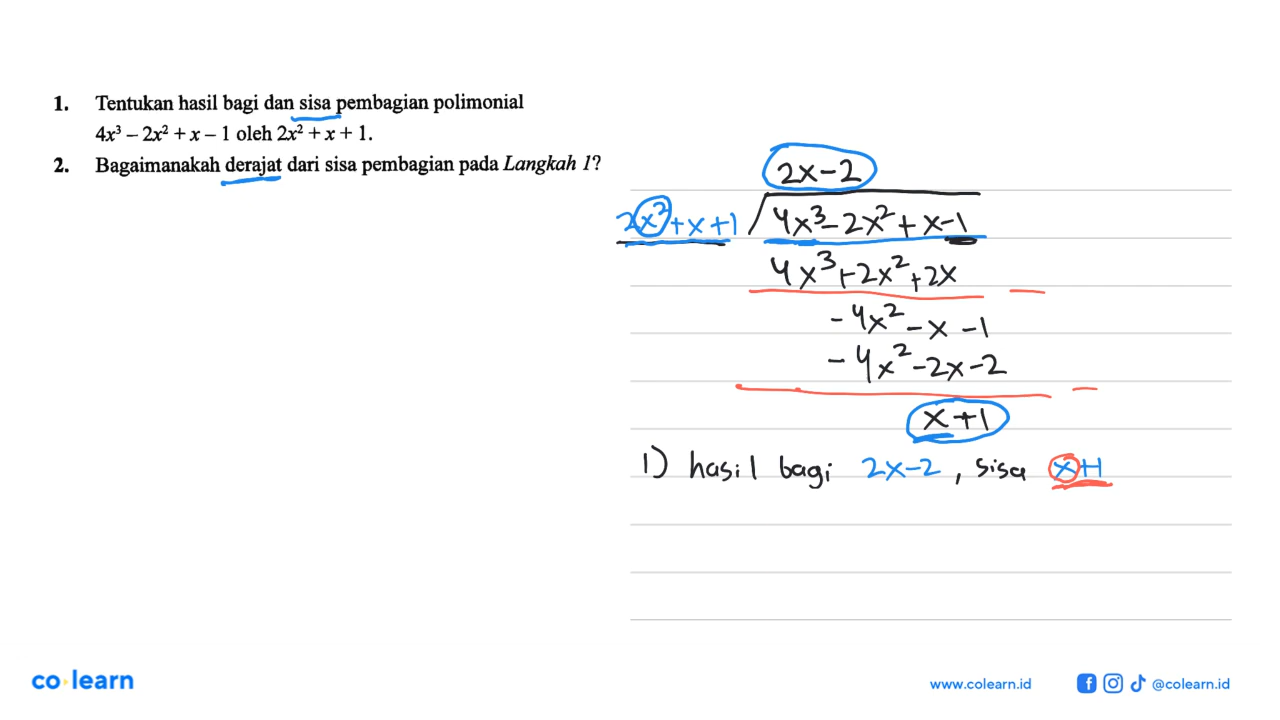 1. Tentukan hasil bagi dan sisa pembagian polimonial
4x³ – 2x² + x – 1 oleh 2x² + x + 1.
2. Bagaimanakah derajat dari sisa pembagian pada Langkah 1?
2x-2
2x²+x+1 4x³-2x²+x-1
4x³+2x²+2x
-4x²-x-1
-4x²-2x-2
x+1
1) hasil bagi 2x-2, sisa x+1
co learn
www.colearn.id @colearn.id